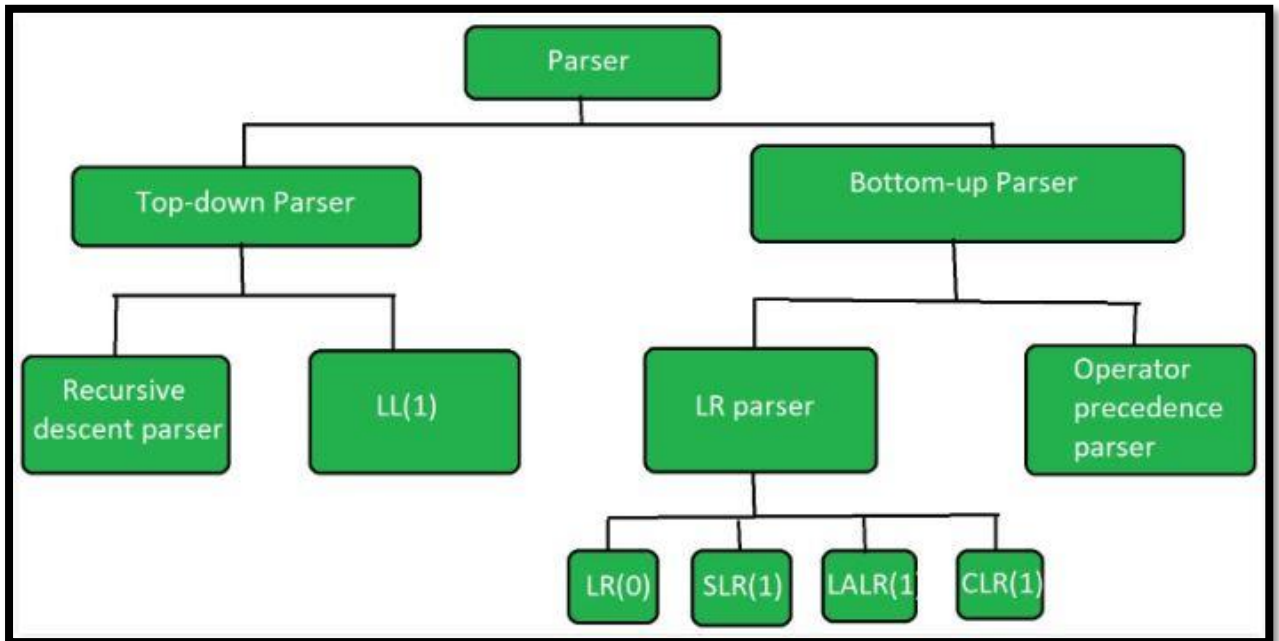 Parser
Top-down Parser
Bottom-up Parser
Recursive
descent parser
LL(1)
LR parser
Operator
precedence
parser
LR(0)
SLR(1)
LALR(1)
CLR(1)